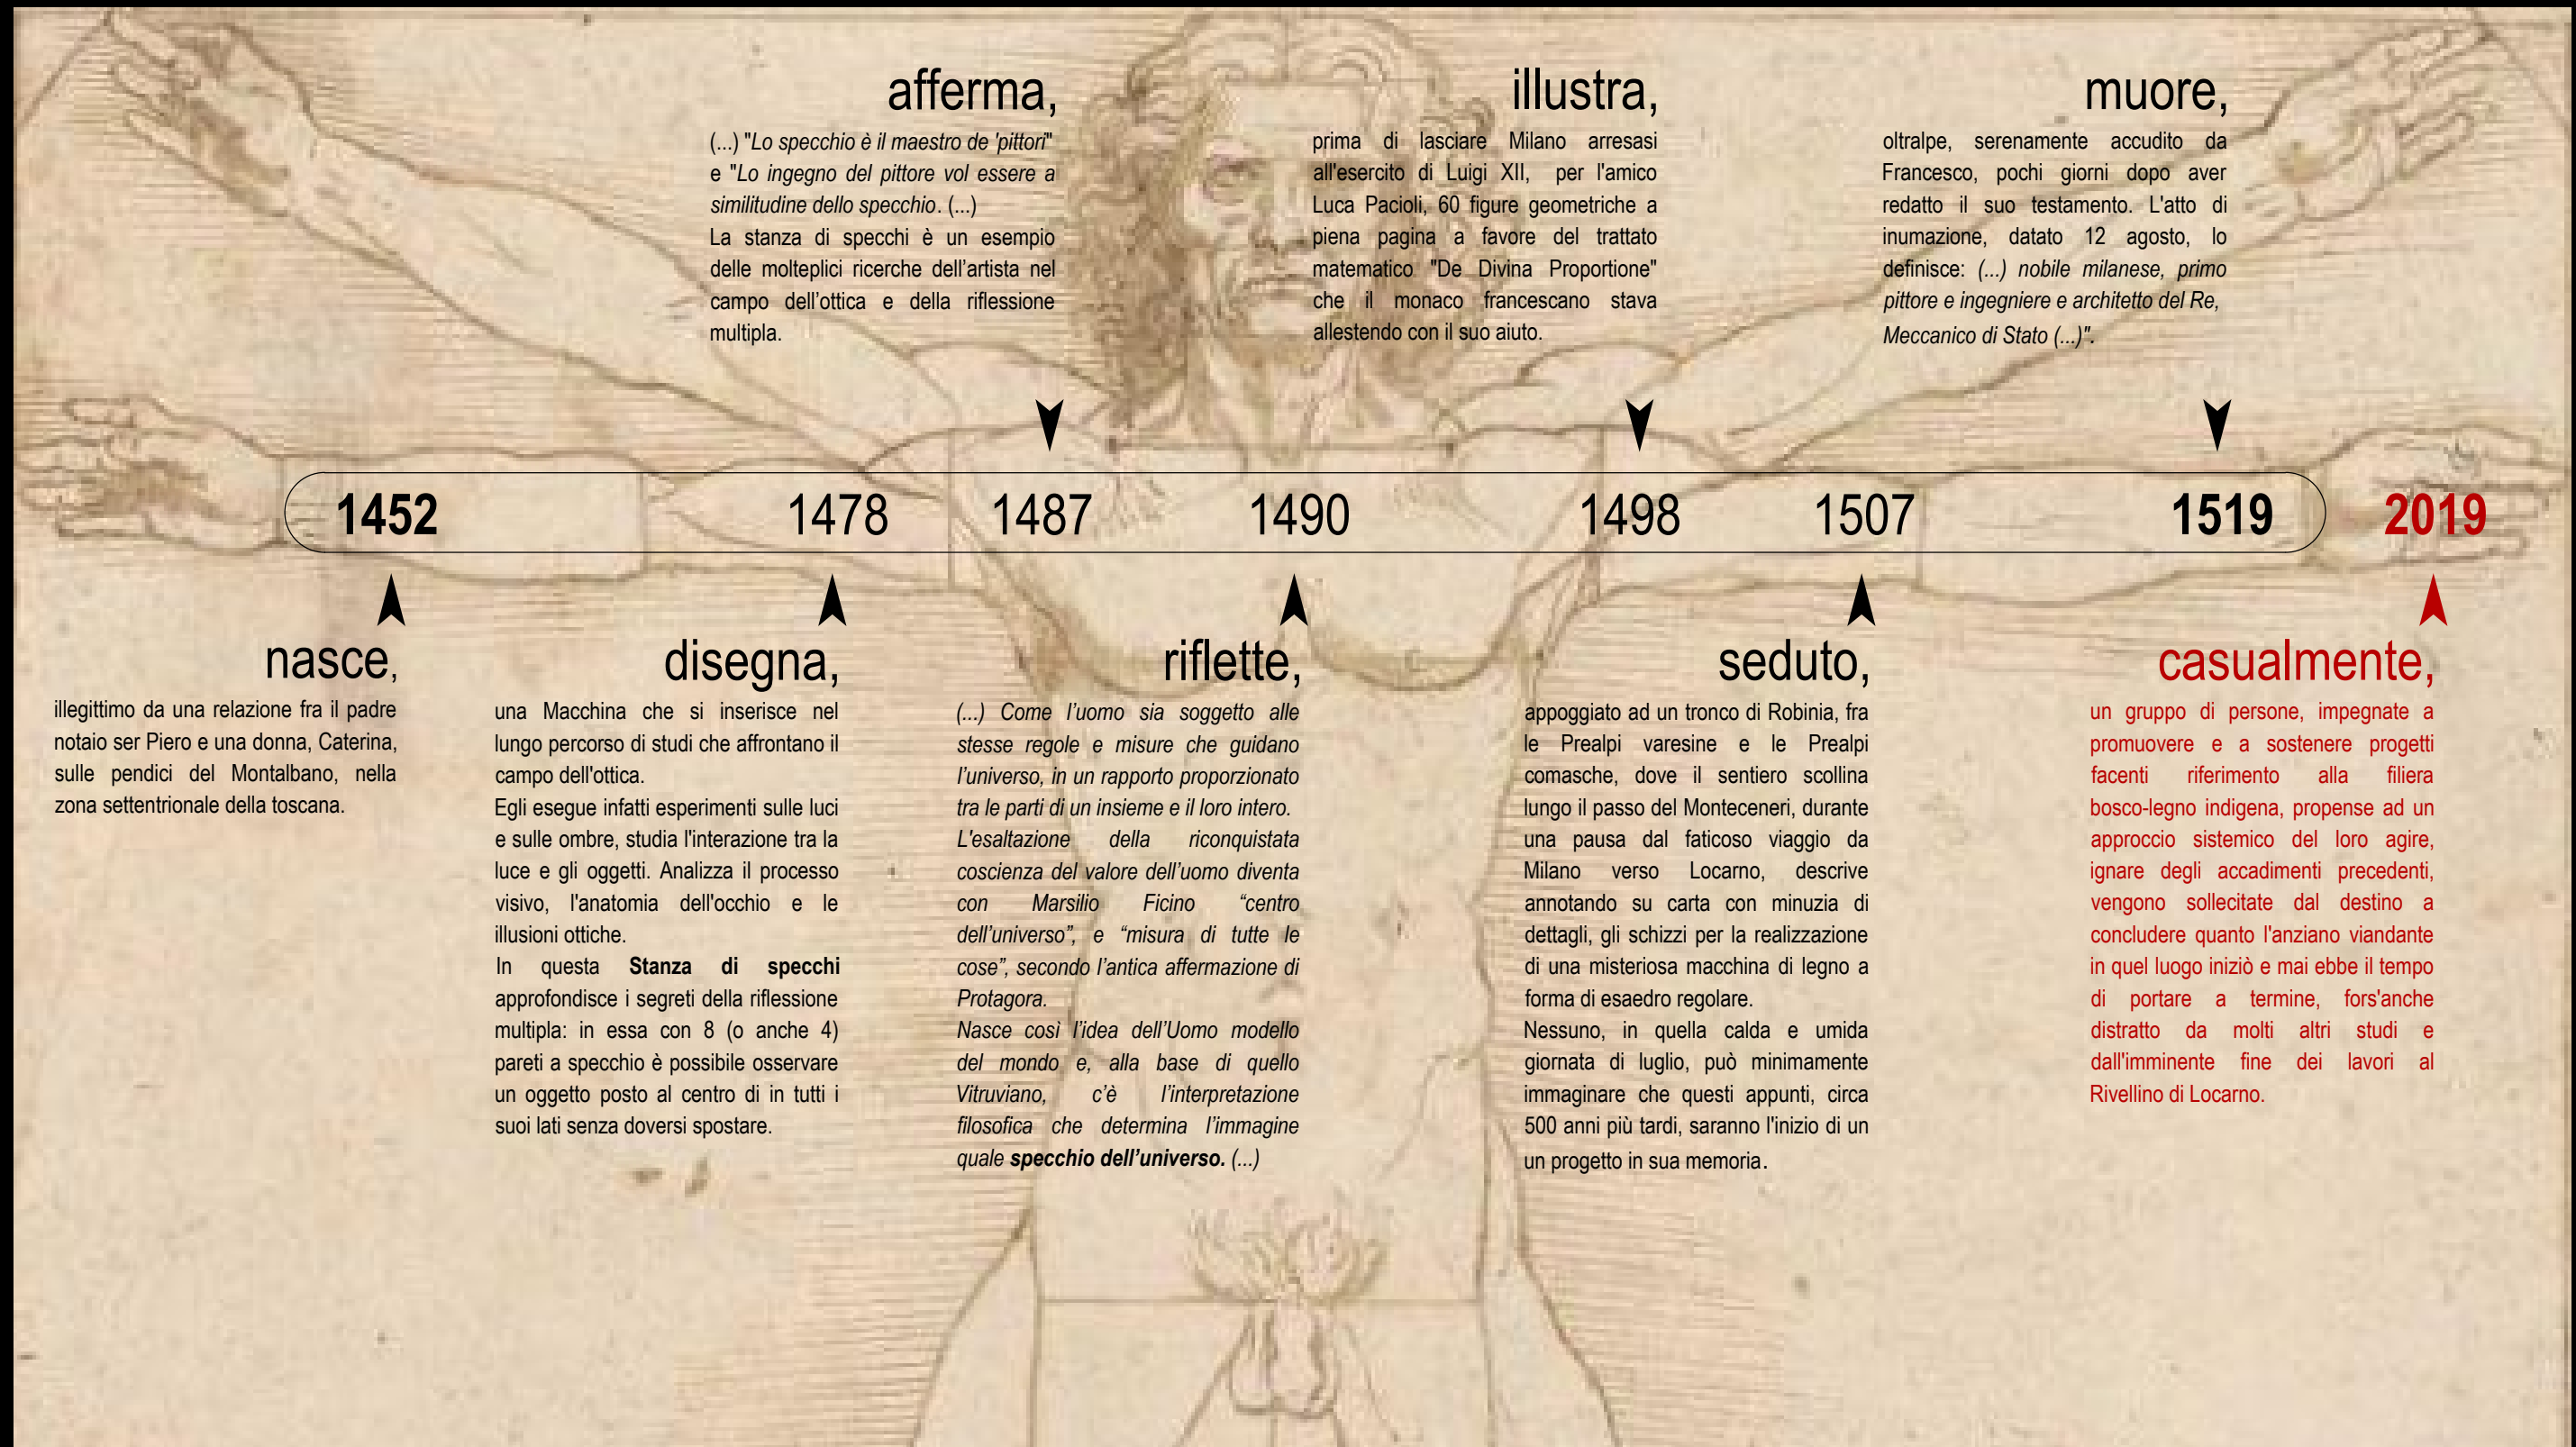 afferma,
(...) "Lo specchio è il maestro de 'pittori"
e "Lo ingegno del pittore vol essere a
similitudine dello specchio. (...)
La stanza di specchi è un esempio
delle molteplici ricerche dell’artista nel
campo dell’ottica e della riflessione
multipla.
illustra,
prima di lasciare Milano arresasi
all'esercito di Luigi XII, per l'amico
Luca Pacioli, 60 figure geometriche a
piena pagina a favore del trattato
matematico "De Divina Proportione"
che il monaco francescano stava
allestendo con il suo aiuto.
muore,
oltralpe, serenamente accudito da
Francesco, pochi giorni dopo aver
redatto il suo testamento. L'atto di
inumazione, datato 12 agosto, lo
definisce: (...) nobile milanese, primo
pittore e ingegniere e architetto del Re,
Meccanico di Stato (...)".
1452 1478 1487 1490 1498 1507 1519 2019
nasce,
illegittimo da una relazione fra il padre
notaio ser Piero e una donna, Caterina,
sulle pendici del Montalbano, nella
zona settentrionale della toscana.
disegna,
una Macchina che si inserisce nel
lungo percorso di studi che affrontano il
campo dell'ottica.
Egli esegue infatti esperimenti sulle luci
e sulle ombre, studia l'interazione tra la
luce e gli oggetti. Analizza il processo
visivo, l'anatomia dell'occhio e le
illusioni ottiche.
In questa Stanza di specchi
approfondisce i segreti della riflessione
multipla: in essa con 8 (o anche 4)
pareti a specchio è possibile osservare
un oggetto posto al centro di in tutti i
suoi lati senza doversi spostare.
riflette,
(...) Come l’uomo sia soggetto alle
stesse regole e misure che guidano
l’universo, in un rapporto proporzionato
tra le parti di un insieme e il loro intero.
L'esaltazione della riconquistata
coscienza del valore dell’uomo diventa
con Marsilio Ficino “centro
dell’universo”, e “misura di tutte le
cose”, secondo l’antica affermazione di
Protagora.
Nasce così l’idea dell’Uomo modello
del mondo e, alla base di quello
Vitruviano, c’è l’interpretazione
filosofica che determina l’immagine
quale specchio dell’universo. (...)
seduto,
appoggiato ad un tronco di Robinia, fra
le Prealpi varesine e le Prealpi
comasche, dove il sentiero scollina
lungo il passo del Monteceneri, durante
una pausa dal faticoso viaggio da
Milano verso Locarno, descrive
annotando su carta con minuzia di
dettagli, gli schizzi per la realizzazione
di una misteriosa macchina di legno a
forma di esaedro regolare.
Nessuno, in quella calda e umida
giornata di luglio, può minimamente
immaginare che questi appunti, circa
500 anni più tardi, saranno l'inizio di un
un progetto in sua memoria.
casualmente,
un gruppo di persone, impegnate a
promuovere e a sostenere progetti
facenti riferimento alla filiera
bosco-legno indigena, propense ad un
approccio sistemico del loro agire,
ignare degli accadimenti precedenti,
vengono sollecitate dal destino a
concludere quanto l'anziano viandante
in quel luogo iniziò e mai ebbe il tempo
di portare a termine, fors'anche
distratto da molti altri studi e
dall'imminente fine dei lavori al
Rivellino di Locarno.